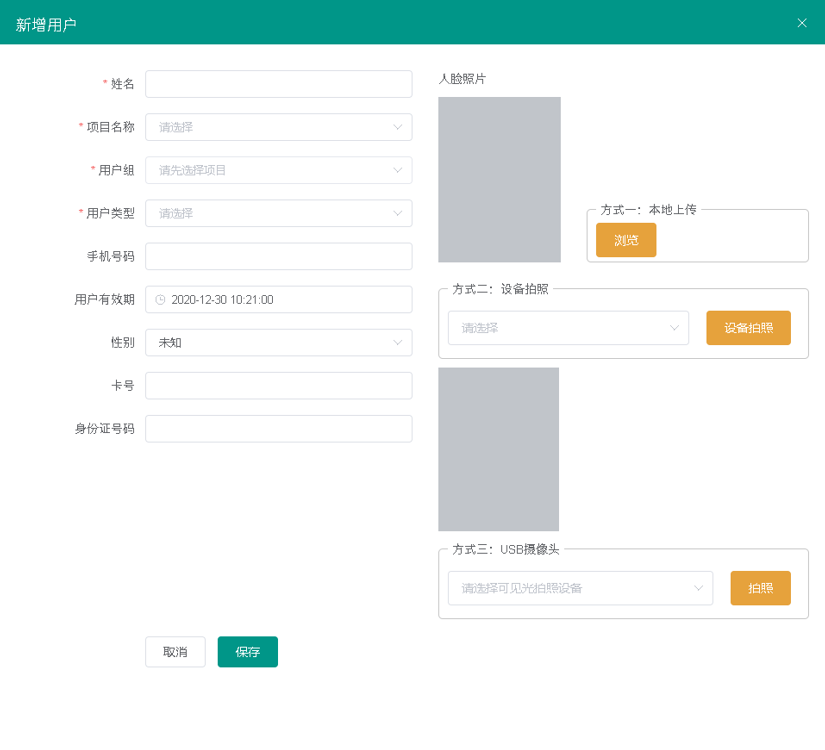 新增用户
* 姓名
* 项目名称 请选择
* 用户组 请先选择项目
* 用户类型 请选择
手机号码
用户有效期 2020-12-30 10:21:00
性别 未知
卡号
身份证号码
人脸照片
方式一：本地上传
浏览
方式二：设备拍照
请选择 设备拍照
方式三：USB摄像头
请选择可见光拍照设备 拍照
取消 保存